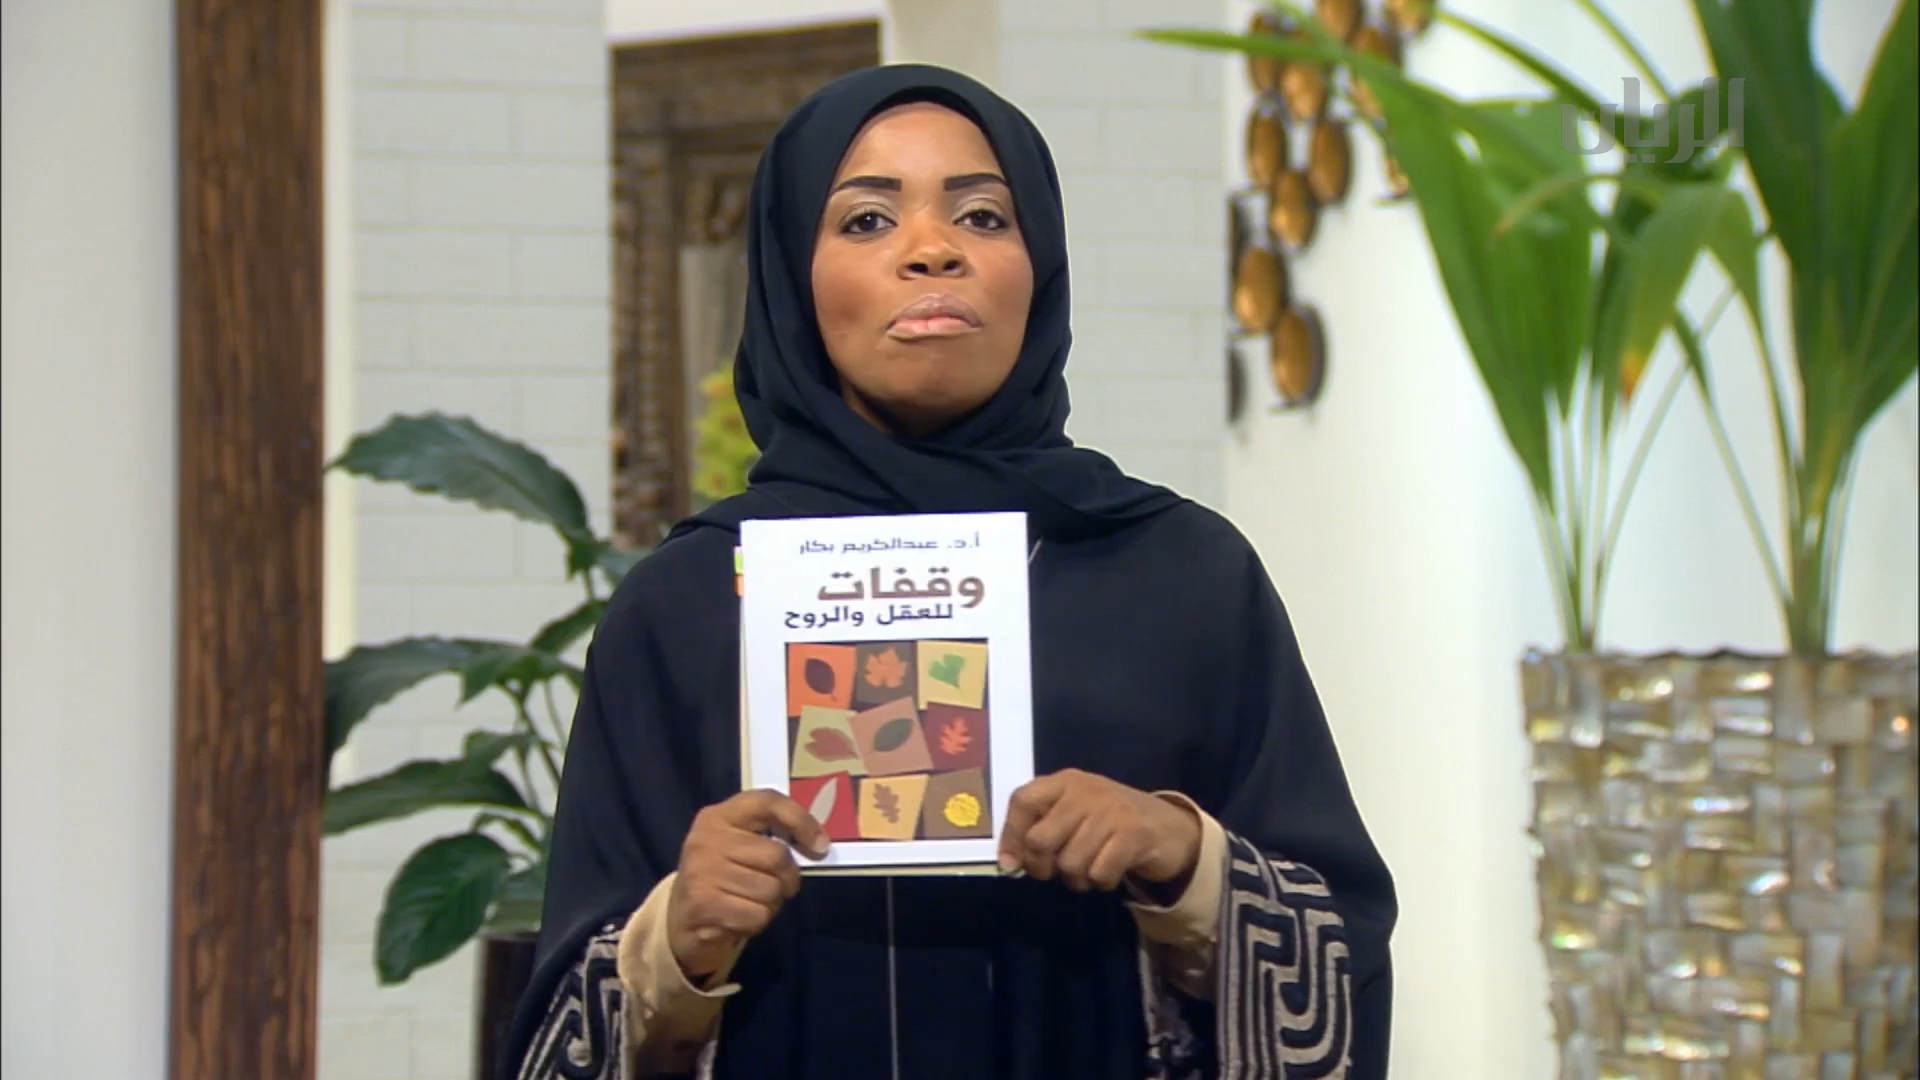 الريان
أ.د. عبدالكريم بكار
وقفات
للعقل والروح